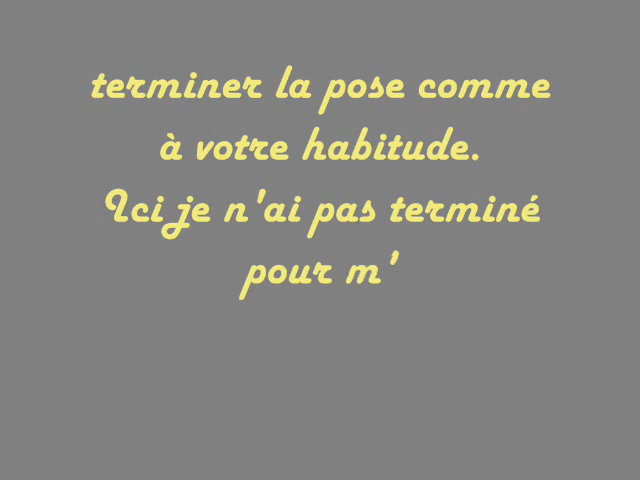 terminer la pose comme
à votre habitude.
Ici je n'ai pas terminé
pour m'